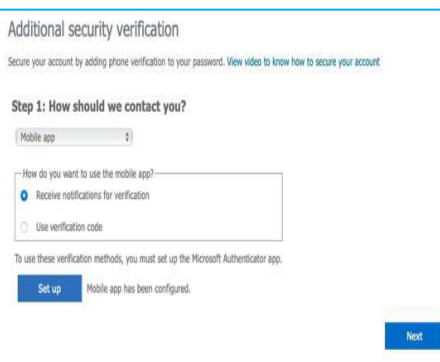 Additional security verification
Secure your account by adding phone verification to your password. View video to know how to secure your account
Step 1: How should we contact you?
Mobile app
How do you want to use the mobile app?
Receive notifications for verification
Use verification code
To use these verification methods, you must set up the Microsoft Authenticator app.
Set up Mobile app has been configured.
Next